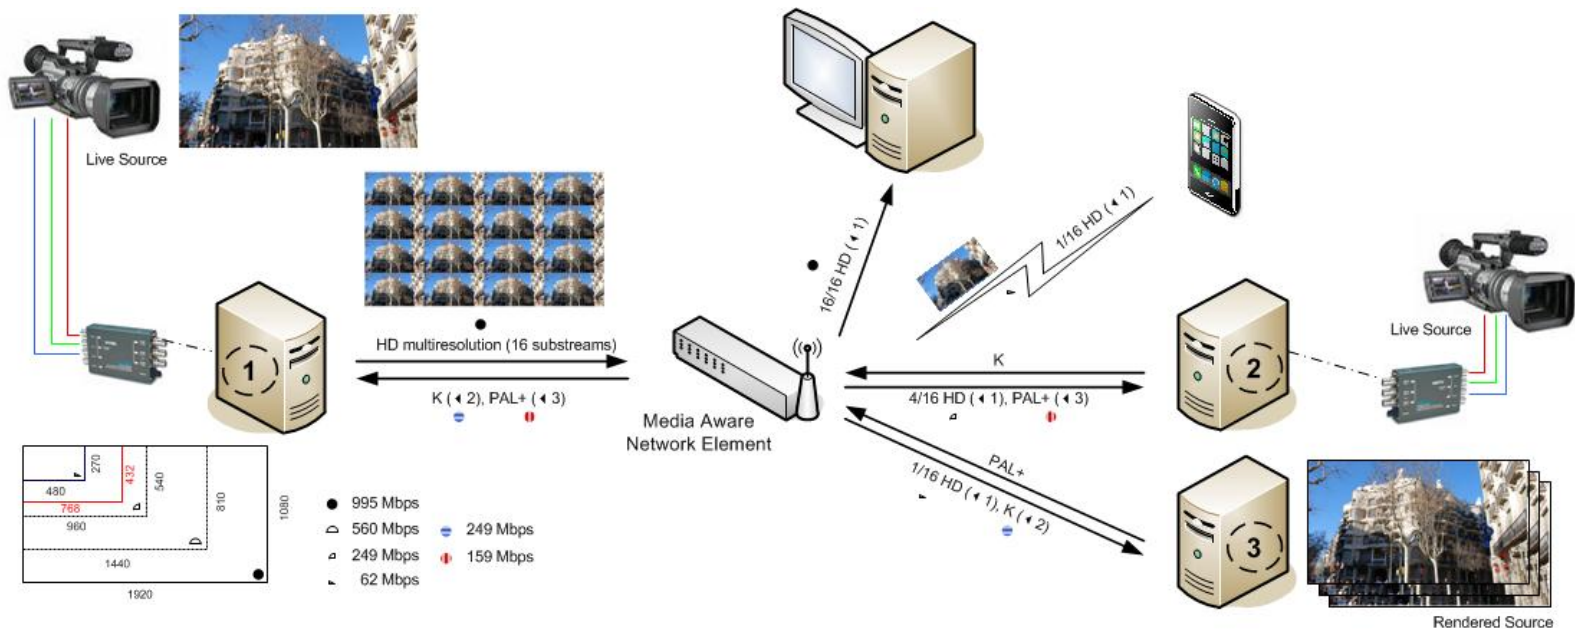 Live Source
HD multiresolution (16 substreams)
K (◂ 2), PAL+ (◂ 3)
1
Media Aware
Network Element
16/16 HD (◂ 1)
1/16 HD (◂ 1)
K
4/16 HD (◂ 1), PAL+ (◂ 3)
2
Live Source
PAL+
1/16 HD (◂ 1), K (◂ 2)
3
Rendered Source
270
480
432
768
540
960
810
1440
1080
1920
995 Mbps
560 Mbps
249 Mbps
249 Mbps
159 Mbps
62 Mbps